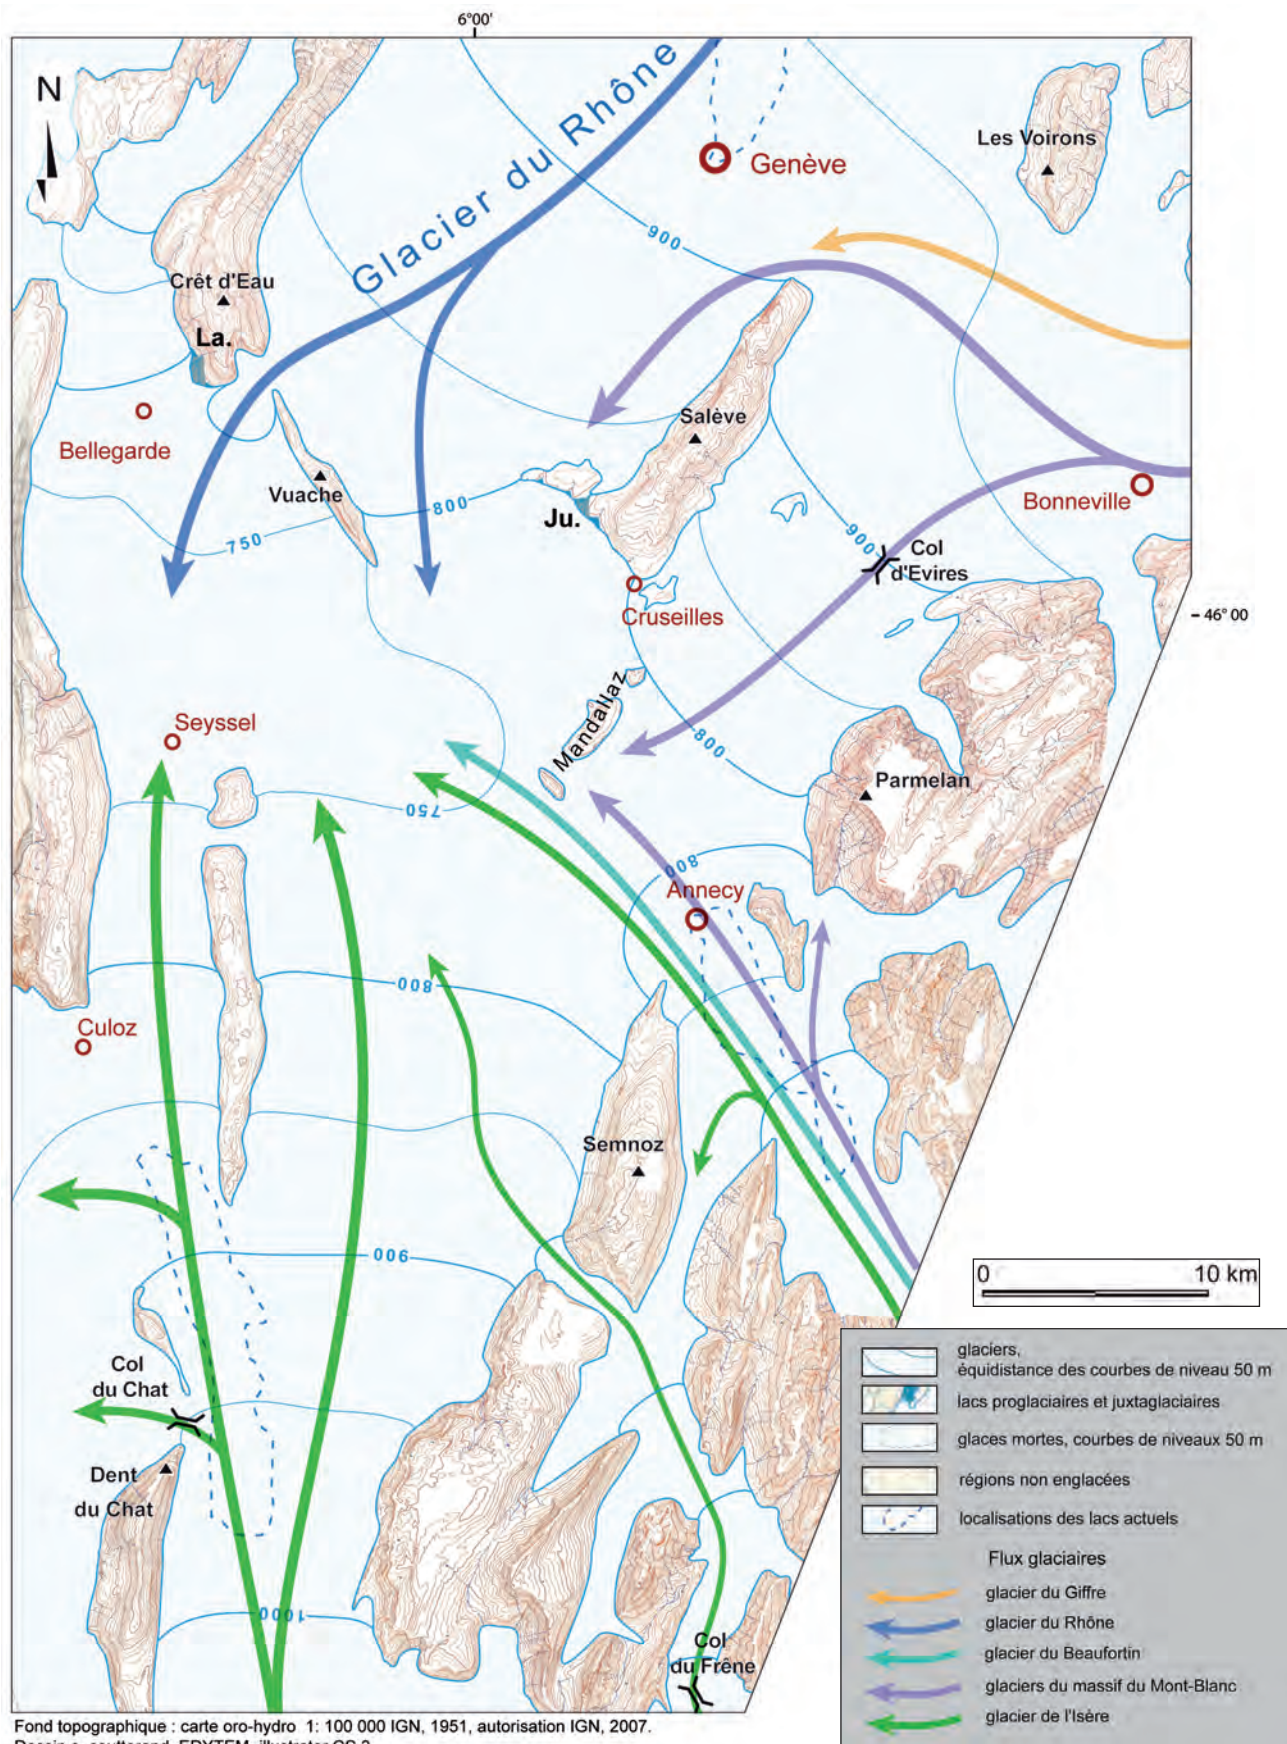 6°00'
N
Les Voirons
Genève
Glacier du Rhône
900
Crêt d'Eau
La.
Salève
Bellegarde
Vuache
Bonneville
800
Ju.
750
900
Col
d'Evires
46° 00
Cruseilles
Mandallaz
Seyssel
800
Parmelan
750
800
Annecy
800
Culoz
Semnoz
900
0 10 km
Col
du Chat
Dent
du Chat
1000
Col
du Frêne
glaciers,
équidistance des courbes de niveau 50 m
lacs proglaciaires et juxtaglaciaires
glaces mortes, courbes de niveaux 50 m
régions non englacées
localisations des lacs actuels
Flux glaciaires
glacier du Giffre
glacier du Rhône
glacier du Beaufortin
glaciers du massif du Mont-Blanc
glacier de l'Isère
Fond topographique : carte oro-hydro 1: 100 000 IGN, 1951, autorisation IGN, 2007.